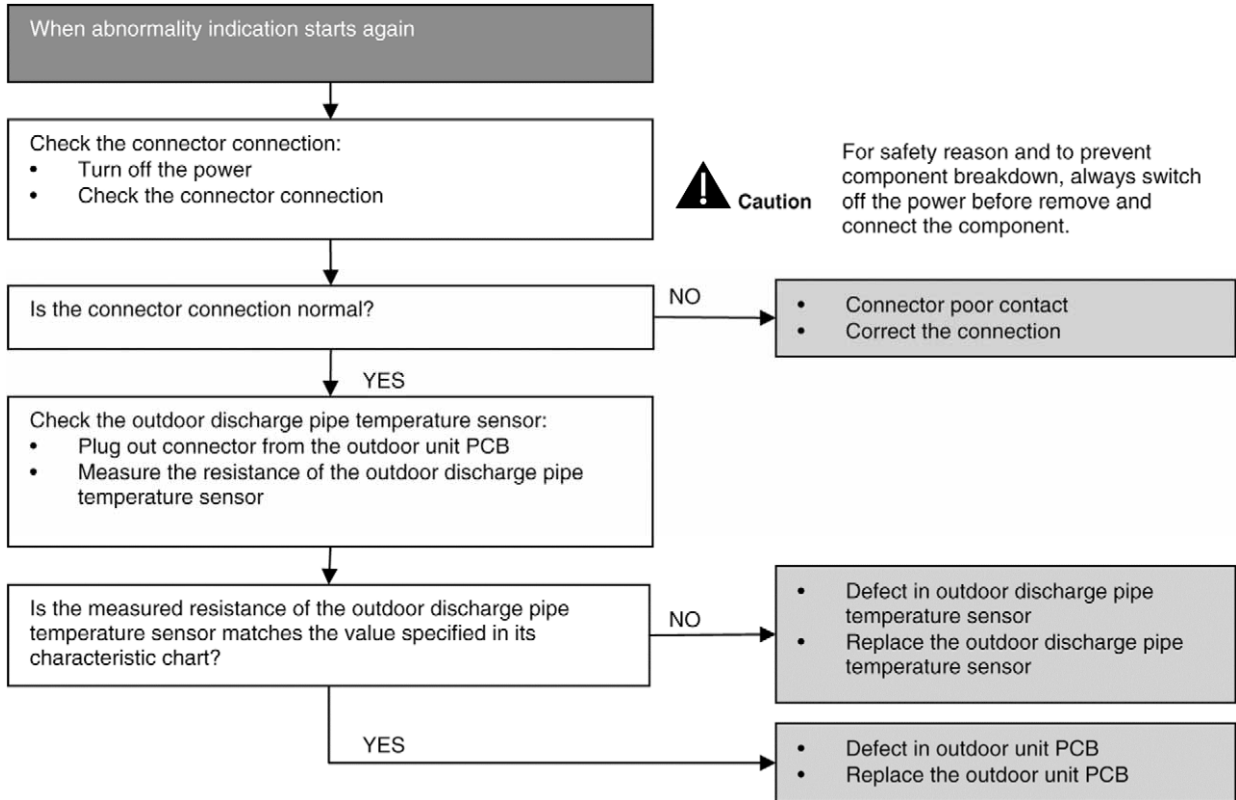 When abnormality indication starts again
Check the connector connection:
• Turn off the power
• Check the connector connection
Caution
For safety reason and to prevent
component breakdown, always switch
off the power before remove and
connect the component.
Is the connector connection normal?
NO
• Connector poor contact
• Correct the connection
YES
Check the outdoor discharge pipe temperature sensor:
• Plug out connector from the outdoor unit PCB
• Measure the resistance of the outdoor discharge pipe
temperature sensor
Is the measured resistance of the outdoor discharge pipe
temperature sensor matches the value specified in its
characteristic chart?
NO
• Defect in outdoor discharge pipe
temperature sensor
• Replace the outdoor discharge pipe
temperature sensor
YES
• Defect in outdoor unit PCB
• Replace the outdoor unit PCB